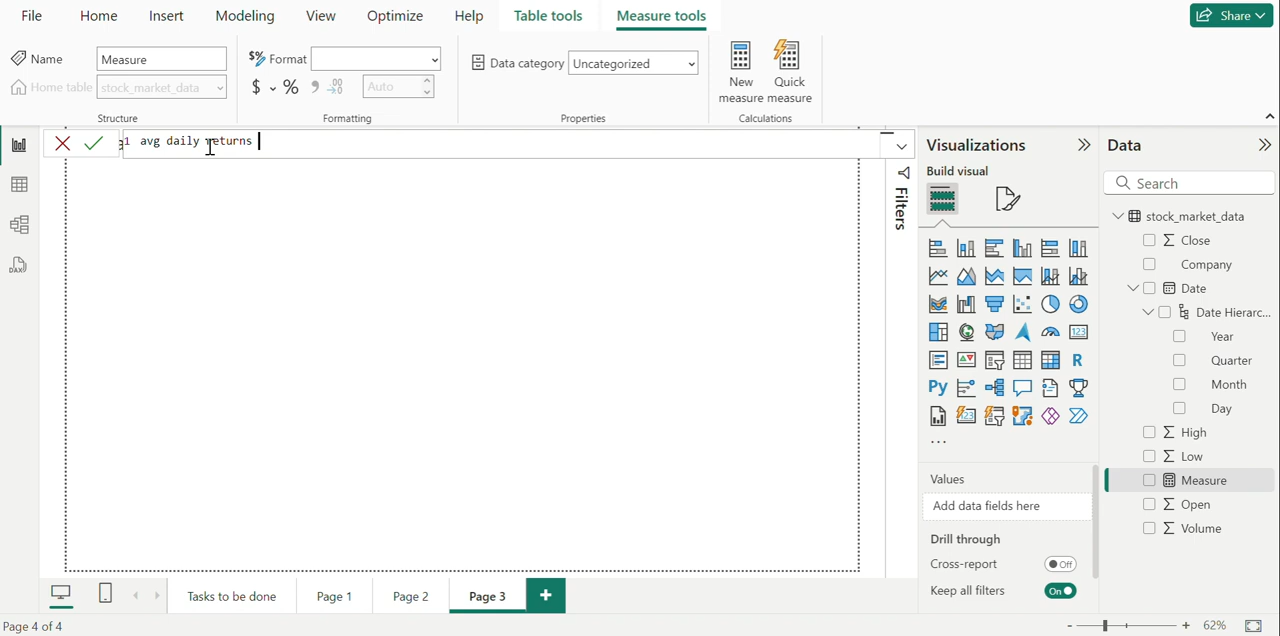 File Home Insert Modeling View Optimize Help Table tools Measure tools Share
Name Measure
Home table stock_market_data
Structure
$% Format
$ % Auto
Formatting
Data category Uncategorized
Properties
New measure
Quick measure
Calculations
1 avg daily returns
Filters
Visualizations
Build visual
123
R
Py
123
...
Values
Add data fields here
Drill through
Cross-report Off
Keep all filters On
Data
Search
stock_market_data
Σ Close
Company
Date
Date Hierarc...
Year
Quarter
Month
Day
Σ High
Σ Low
Measure
Σ Open
Σ Volume
DAX
Tasks to be done Page 1 Page 2 Page 3 +
Page 4 of 4
- + 62%